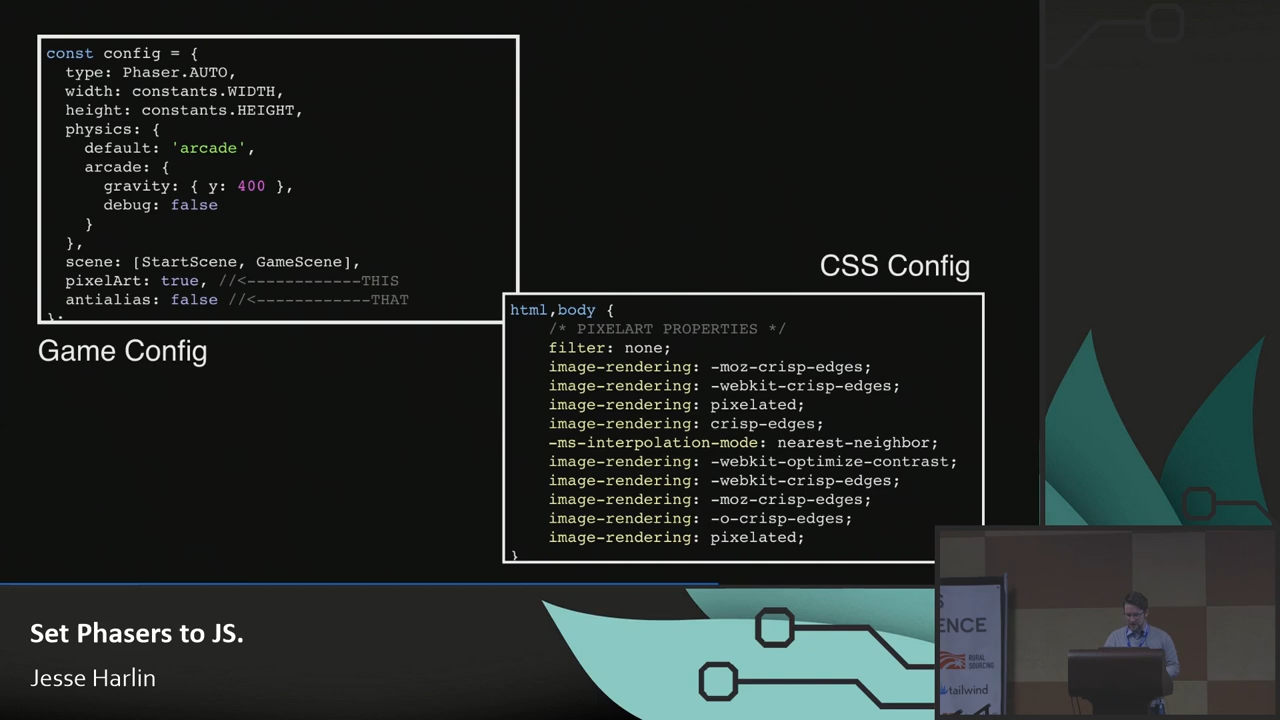 const config = {
type: Phaser.AUTO,
width: constants.WIDTH,
height: constants.HEIGHT,
physics: {
default: 'arcade',
arcade: {
gravity: { y: 400 },
debug: false
}
},
scene: [StartScene, GameScene],
pixelArt: true, //<------------THIS
antialias: false //<------------THAT
};
Game Config
CSS Config
html,body {
/* PIXELART PROPERTIES */
filter: none;
image-rendering: -moz-crisp-edges;
image-rendering: -webkit-crisp-edges;
image-rendering: pixelated;
image-rendering: crisp-edges;
-ms-interpolation-mode: nearest-neighbor;
image-rendering: -webkit-optimize-contrast;
image-rendering: -webkit-crisp-edges;
image-rendering: -moz-crisp-edges;
image-rendering: -o-crisp-edges;
image-rendering: pixelated;
}
Set Phasers to JS.
Jesse Harlin
S
ENCE
RURAL
SOURCING
tailwind